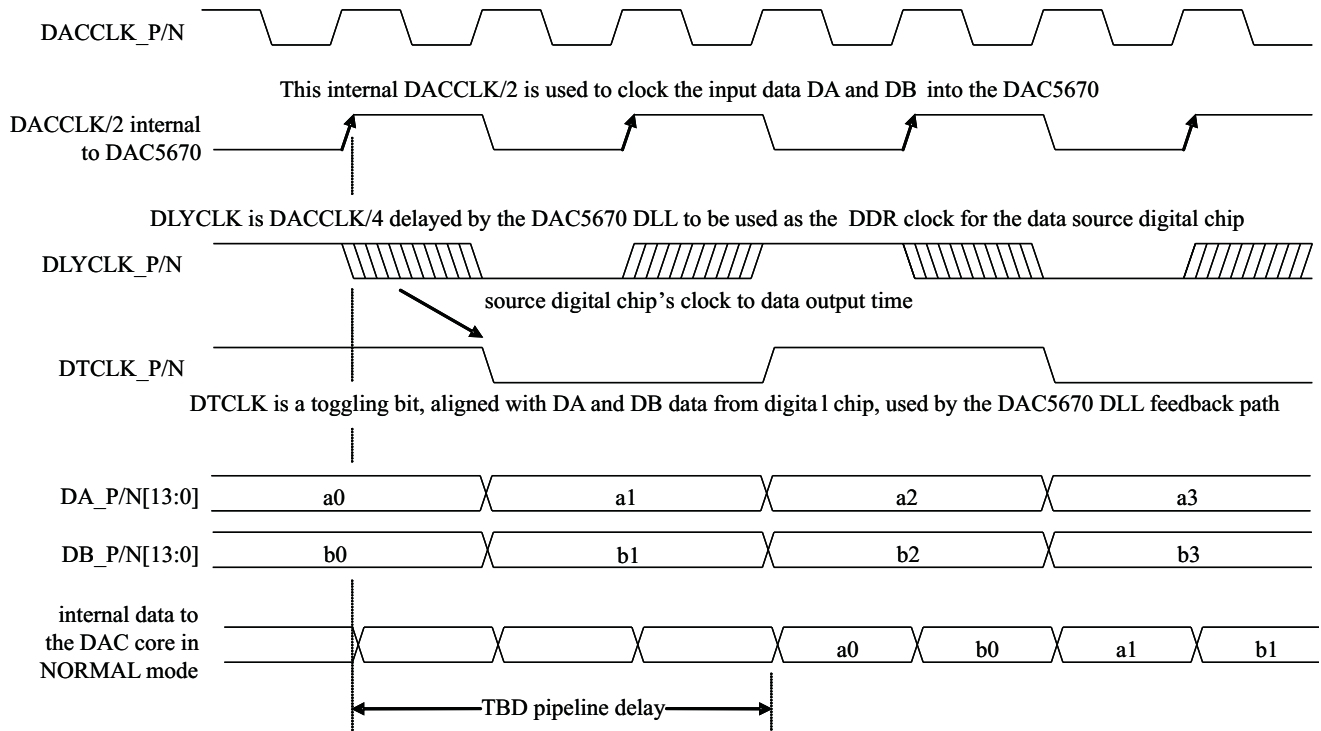 DACCLK_P/N
This internal DACCLK/2 is used to clock the input data DA and DB into the DAC5670
DACCLK/2 internal
to DAC5670
DLYCLK is DACCLK/4 delayed by the DAC5670 DLL to be used as the DDR clock for the data source digital chip
DLYCLK_P/N
source digital chip's clock to data output time
DTCLK_P/N
DTCLK is a toggling bit, aligned with DA and DB data from digital chip, used by the DAC5670 DLL feedback path
DA_P/N[13:0] a0 a1 a2 a3
DB_P/N[13:0] b0 b1 b2 b3
internal data to
the DAC core in
NORMAL mode
a0 b0 a1 b1
TBD pipeline delay